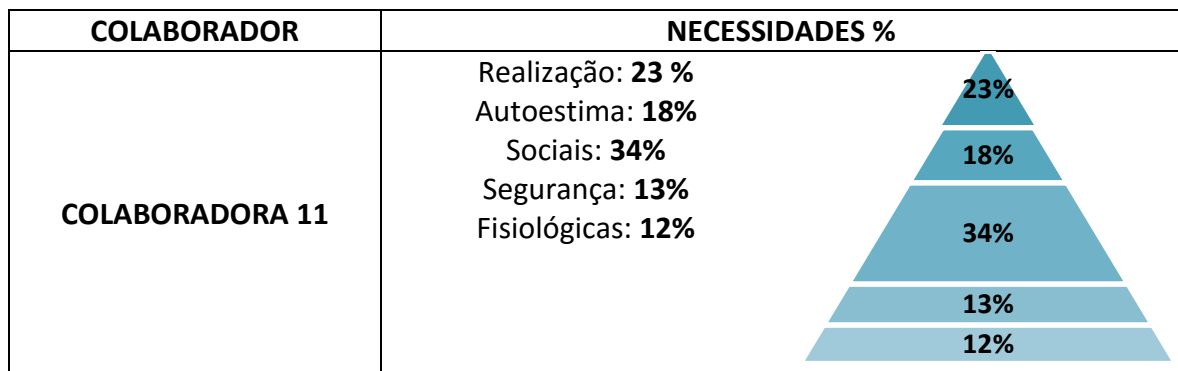 COLABORADOR
NECESSIDADES %
COLABORADORA 11
Realização: 23 %
Autoestima: 18%
Sociais: 34%
Segurança: 13%
Fisiológicas: 12%
23%
18%
34%
13%
12%